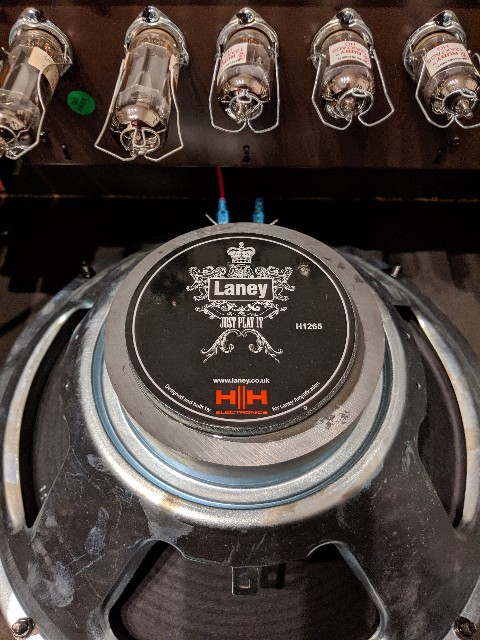 Laney
JUST PLAY IT
H1265
www.laney.co.uk
Designed and built by
HH
ELECTRONICS
for Laney Amplification